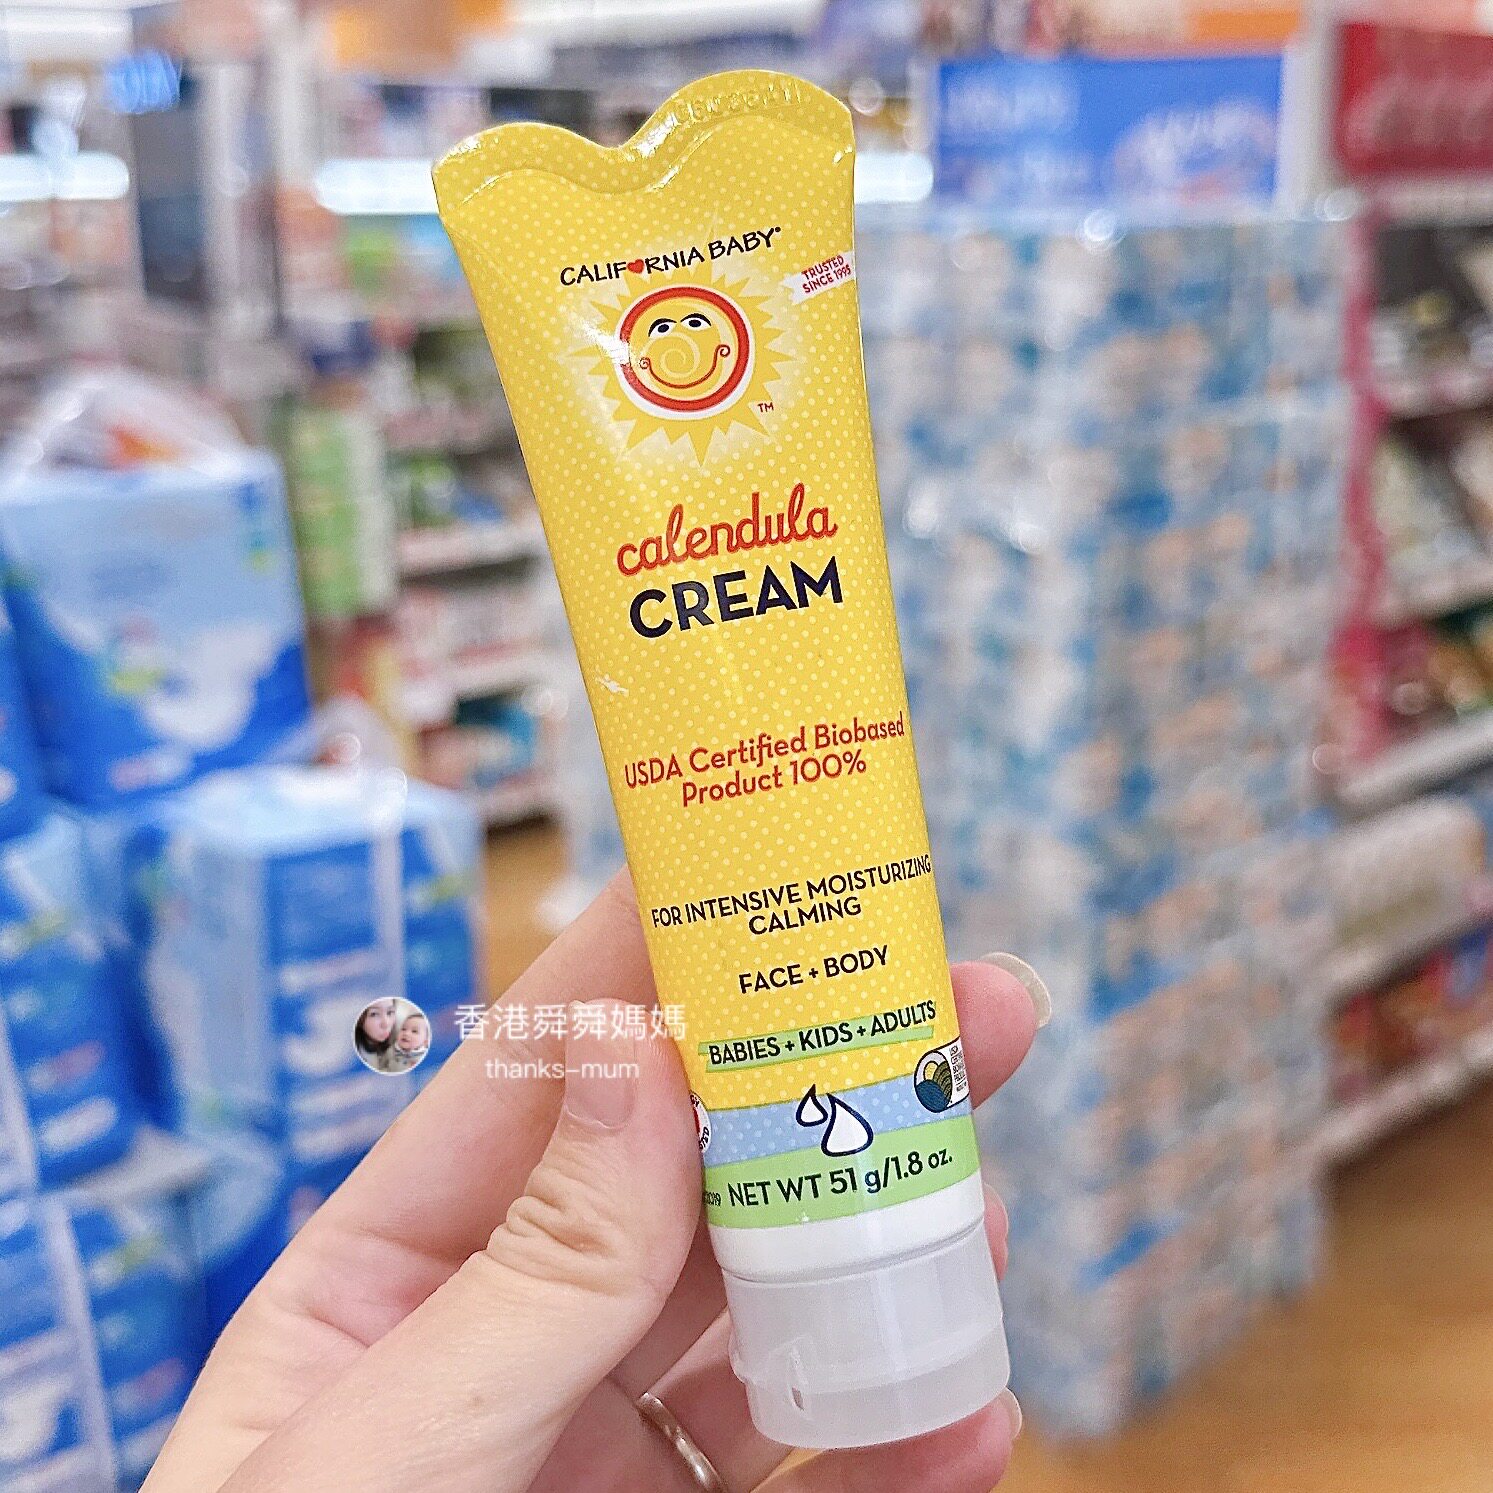 CALIFORNIA BABY
TRUSTED
SINCE 1995
TM
calendula
CREAM
USDA Certified Biobased
Product 100%
FOR INTENSIVE MOISTURIZING
CALMING
FACE + BODY
BABIES + KIDS + ADULTS
NET WT 51 g/1.8 oz.
香港舜舜媽媽
thanks-mum